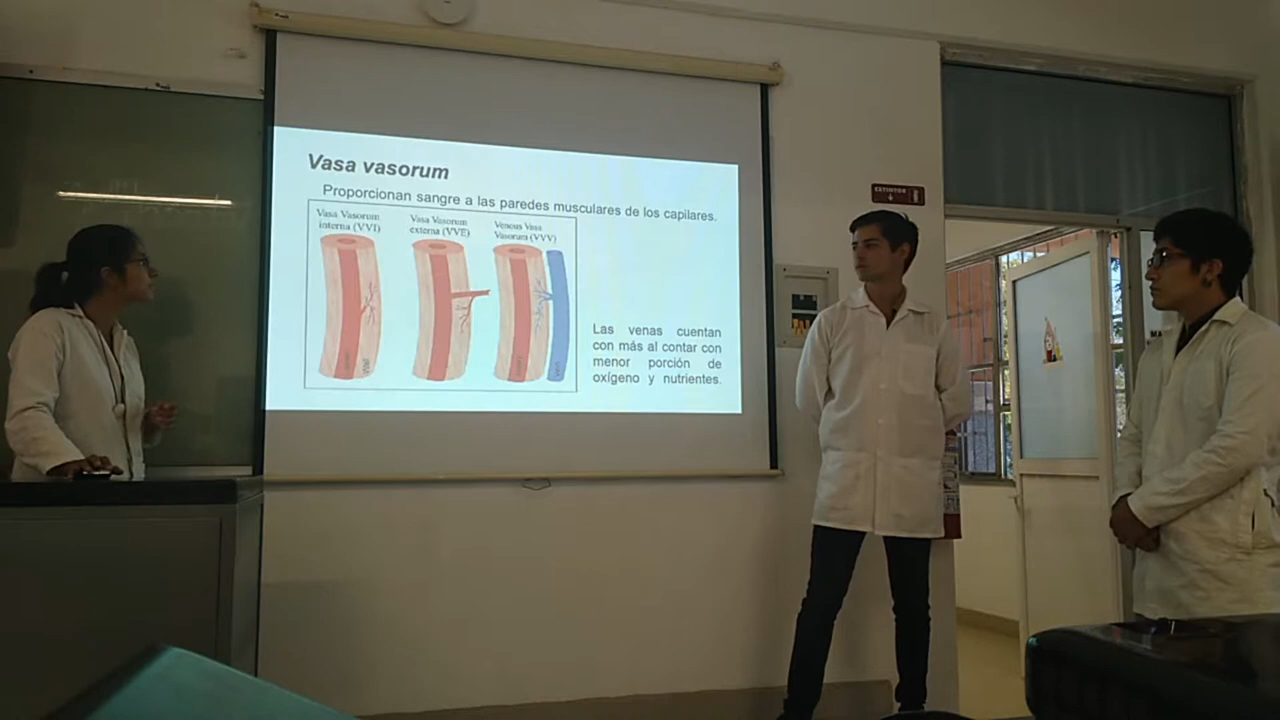 Vasa vasorum
Proporcionan sangre a las paredes musculares de los capilares.
Vasa Vasorum
interna (VVI)
Vasa Vasorum
externa (VVE)
Venous Vasa
Vasorum (VVV)
Las venas cuentan
con más al contar con
menor porción de
oxígeno y nutrientes.
EXTINTOR